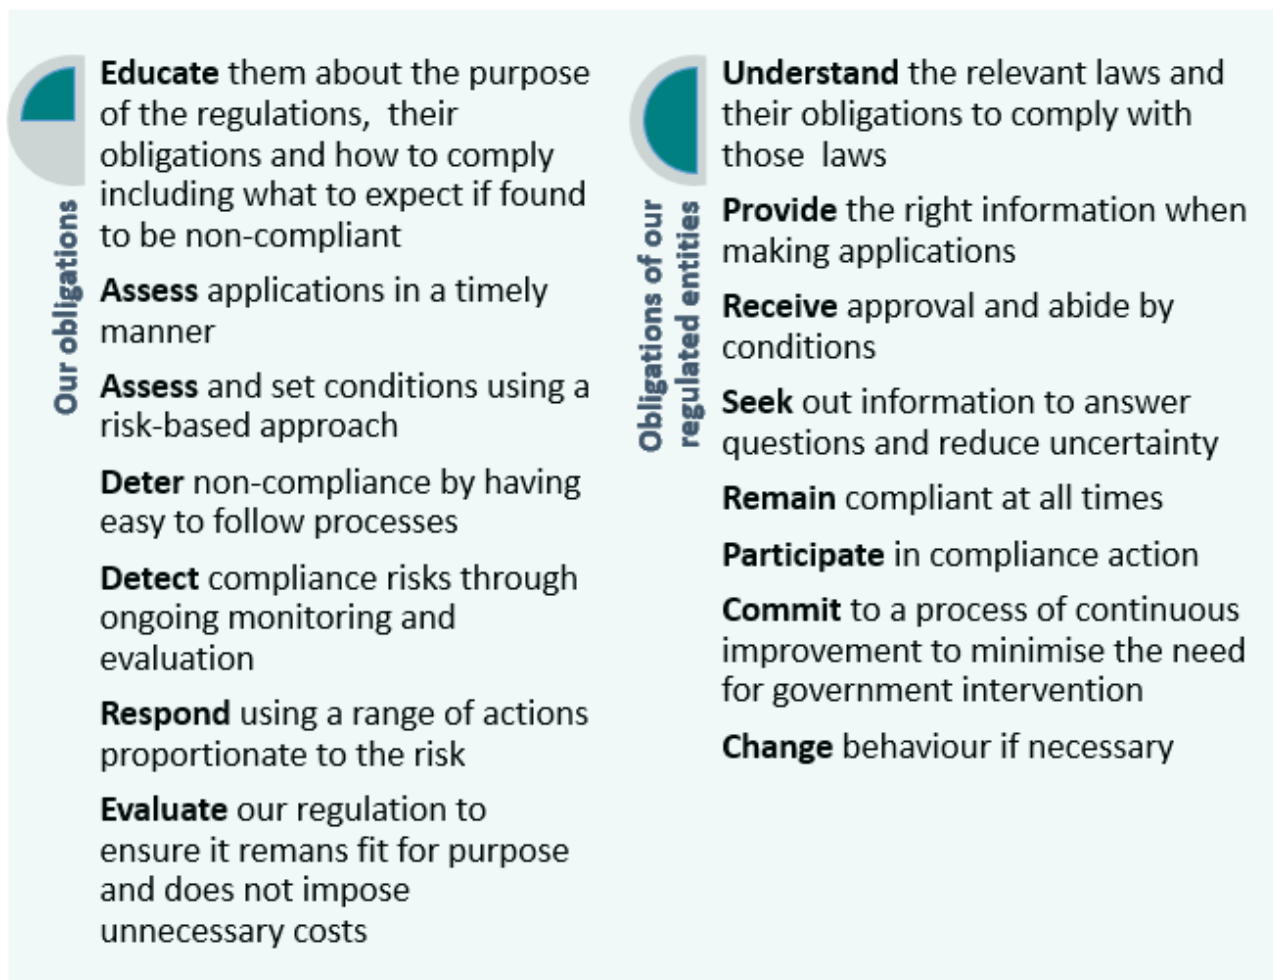 Our obligations
Educate them about the purpose
of the regulations, their
obligations and how to comply
including what to expect if found
to be non-compliant
Assess applications in a timely
manner
Assess and set conditions using a
risk-based approach
Deter non-compliance by having
easy to follow processes
Detect compliance risks through
ongoing monitoring and
evaluation
Respond using a range of actions
proportionate to the risk
Evaluate our regulation to
ensure it remans fit for purpose
and does not impose
unnecessary costs
Obligations of our
regulated entities
Understand the relevant laws and
their obligations to comply with
those laws
Provide the right information when
making applications
Receive approval and abide by
conditions
Seek out information to answer
questions and reduce uncertainty
Remain compliant at all times
Participate in compliance action
Commit to a process of continuous
improvement to minimise the need
for government intervention
Change behaviour if necessary